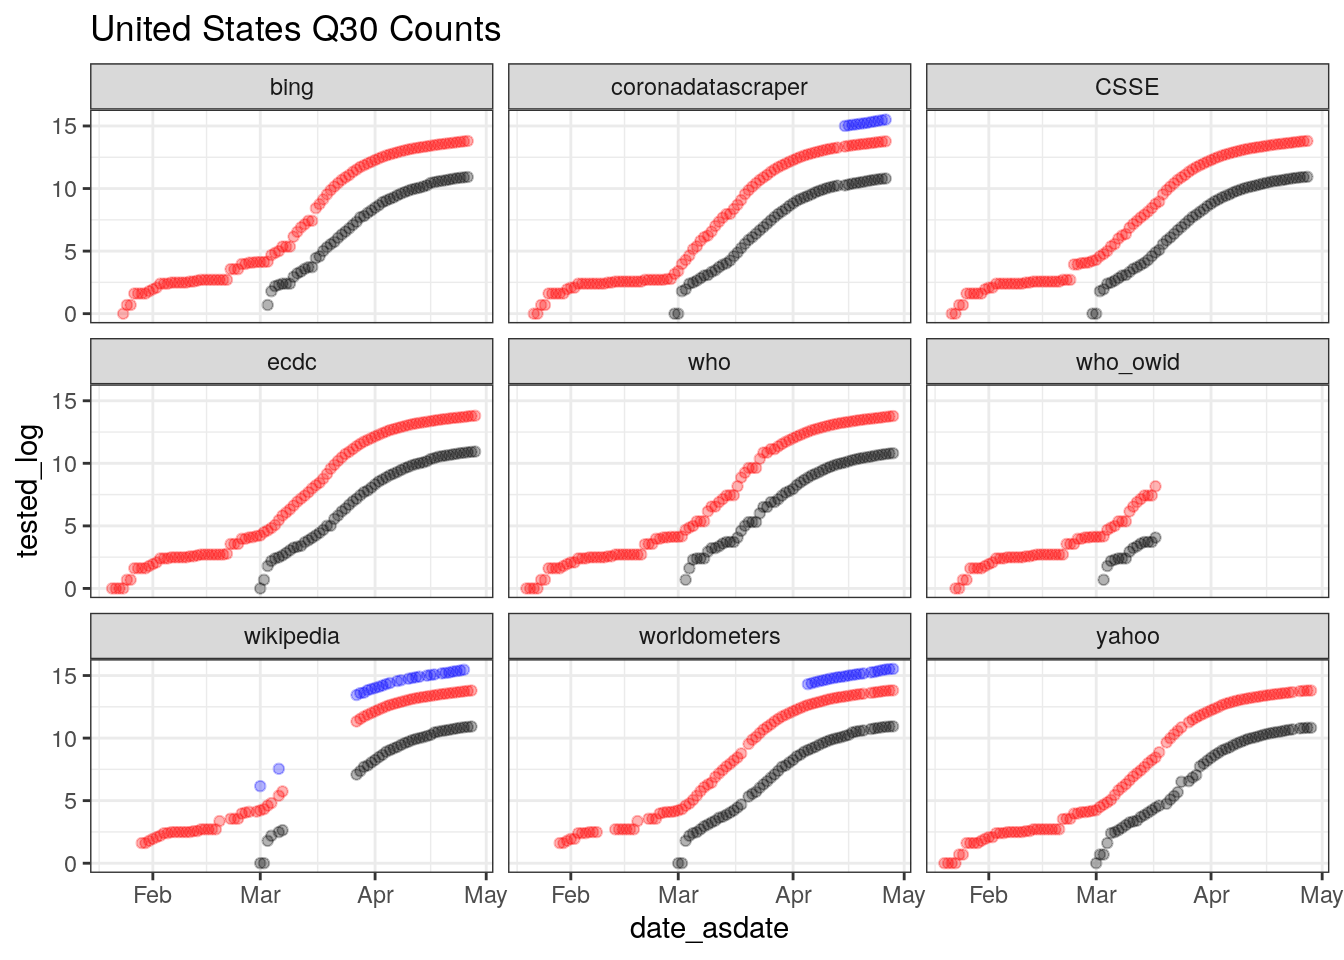 United States Q30 Counts
bing
coronadatascraper
CSSE
15
10
5
0
ecdc
who
who_owid
15
10
5
0
wikipedia
worldometers
yahoo
15
10
5
0
tested_log
Feb Mar Apr May
Feb Mar Apr May
Feb Mar Apr May
date_asdate